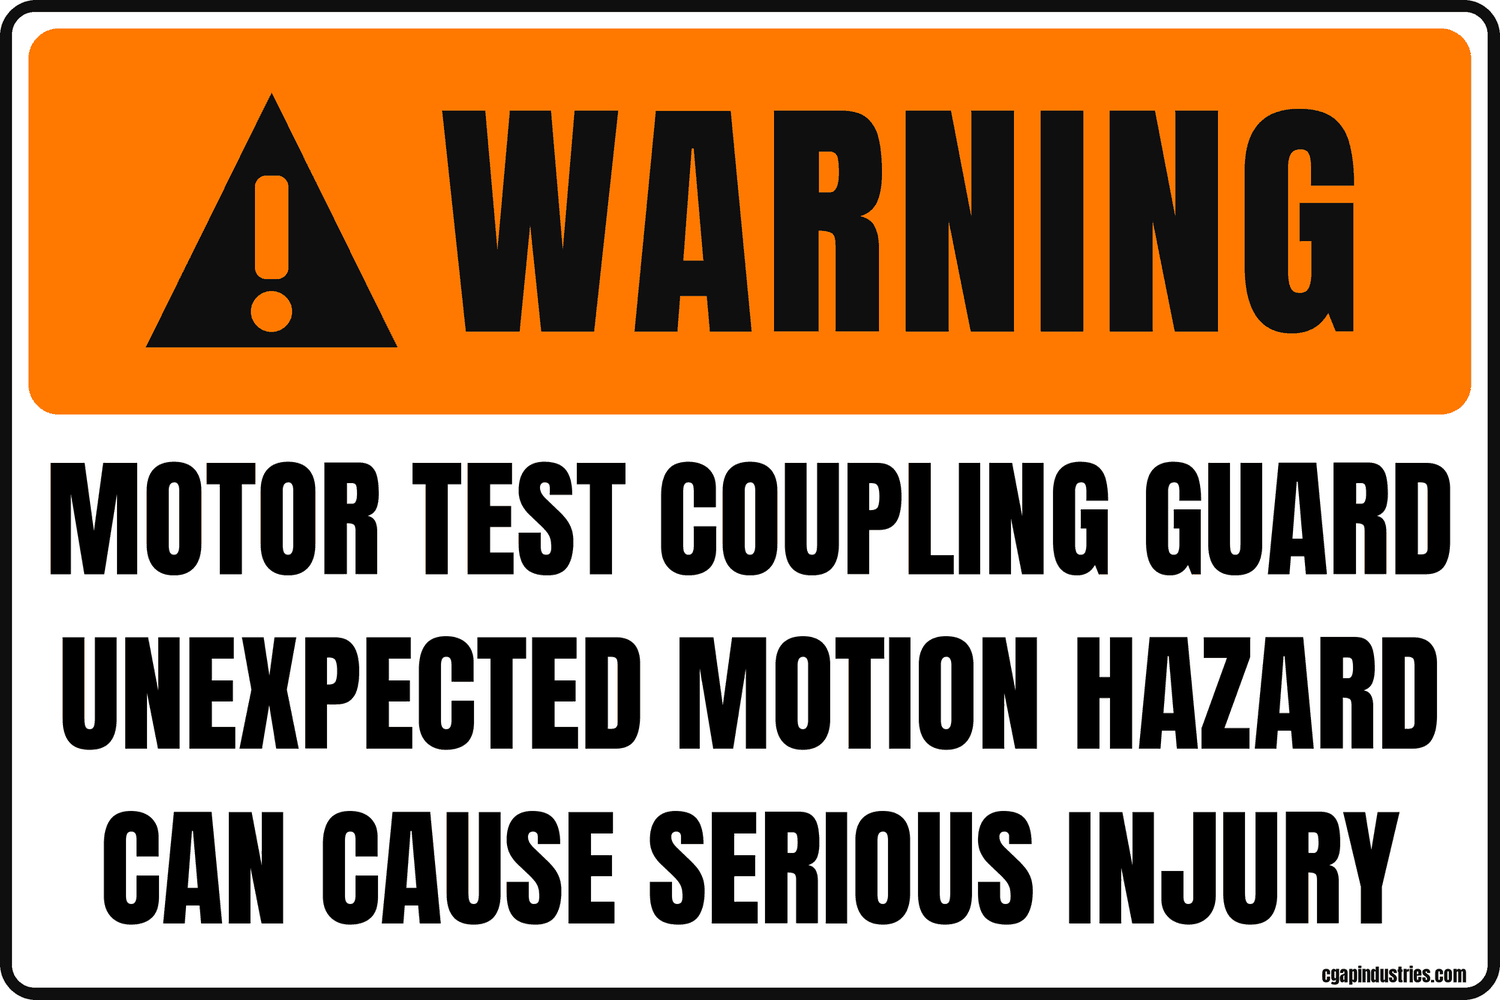 WARNING
MOTOR TEST COUPLING GUARD
UNEXPECTED MOTION HAZARD
CAN CAUSE SERIOUS INJURY
cgapindustries.com